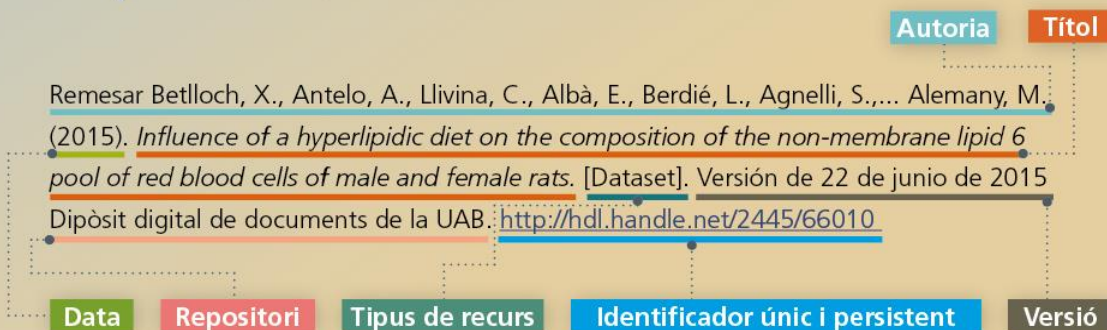 Autoria Títol
Remesar Betlloch, X., Antelo, A., Llivina, C., Albà, E., Berdié, L., Agnelli, S.,... Alemany, M.
(2015). Influence of a hyperlipidic diet on the composition of the non-membrane lipid 6
pool of red blood cells of male and female rats. [Dataset]. Versión de 22 de junio de 2015
Dipòsit digital de documents de la UAB. http://hdl.handle.net/2445/66010
Data Repositori Tipus de recurs Identificador únic i persistent Versió